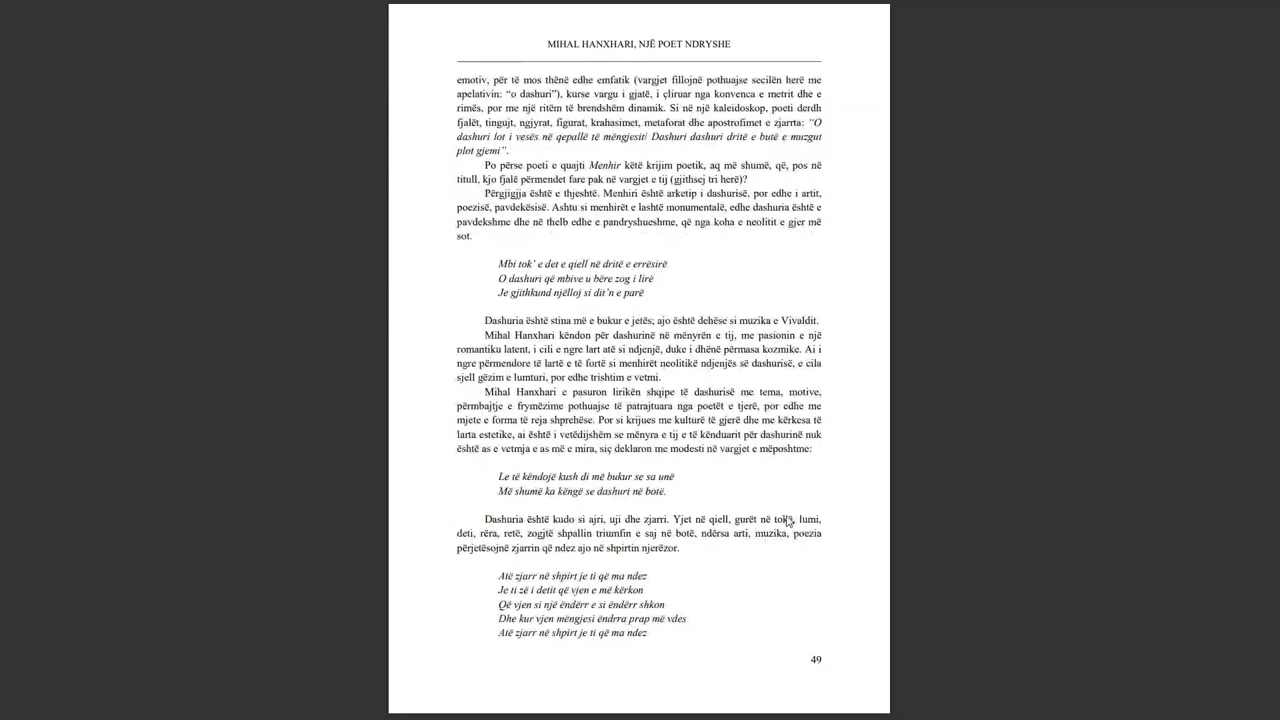 MIHAL HANXHARI, NJË POET NDRYSHE
emotiv, për të mos thënë edhe emfatik (vargjet fillojnë pothuajse secilën herë me
apelativin: “o dashuri”), kurse vargu i gjatë, i çliruar nga konvenca e metrit dhe e
rimës, por me një ritëm të brendshëm dinamik. Si në një kaleidoskop, poeti derdh
fjalët, tingujt, ngjyrat, figurat, krahasimet, metaforat dhe apostrofimet e zjarrta: “O
dashuri lot i vesës në qepallë të mëngjesit/ Dashuri dashuri dritë e butë e muzgut
plot gjemi”.
Po përse poeti e quajti Menhir këtë krijim poetik, aq më shumë, që, pos në
titull, kjo fjalë përmendet fare pak në vargjet e tij (gjithsej tri herë)?
Përgjigjja është e thjeshtë. Menhiri është arketip i dashurisë, por edhe i artit,
poezisë, pavdekësisë. Ashtu si menhirët e lashtë monumentalë, edhe dashuria është e
pavdekshme dhe në thelb edhe e pandryshueshme, që nga koha e neolitit e gjer më
sot.
Mbi tok’ e det e qiell në dritë e errësirë
O dashuri që mbive u bëre zog i lirë
Je gjithkund njëlloj si dit’n e parë
Dashuria është stina më e bukur e jetës; ajo është dehëse si muzika e Vivaldit.
Mihal Hanxhari këndon për dashurinë në mënyrën e tij, me pasionin e një
romantiku latent, i cili e ngre lart atë si ndjenjë, duke i dhënë përmasa kozmike. Ai i
ngre përmendore të lartë e të fortë si menhirët neolitikë ndjenjës së dashurisë, e cila
sjell gëzim e lumturi, por edhe trishtim e vetmi.
Mihal Hanxhari e pasuron lirikën shqipe të dashurisë me tema, motive,
përmbajtje e frymëzime pothuajse të patrajtuara nga poetët e tjerë, por edhe me
mjete e forma të reja shprehëse. Por si krijues me kulturë të gjerë dhe me kërkesa të
larta estetike, ai është i vetëdijshëm se mënyra e tij e të kënduarit për dashurinë nuk
është as e vetmja e as më e mira, siç deklaron me modesti në vargjet e mëposhtme:
Le të këndojë kush di më bukur se sa unë
Më shumë ka këngë se dashuri në botë.
Dashuria është kudo si ajri, uji dhe zjarri. Yjet në qiell, gurët në tokë, lumi,
deti, rëra, retë, zogjtë shpallin triumfin e saj në botë, ndërsa arti, muzika, poezia
përjetësojnë zjarrin që ndez ajo në shpirtin njerëzor.
Atë zjarr në shpirt je ti që ma ndez
Je ti zë i detit që vjen e më kërkon
Që vjen si një ëndërr e si ëndërr shkon
Dhe kur vjen mëngjesi ëndrra prap më vdes
Atë zjarr në shpirt je ti që ma ndez
49